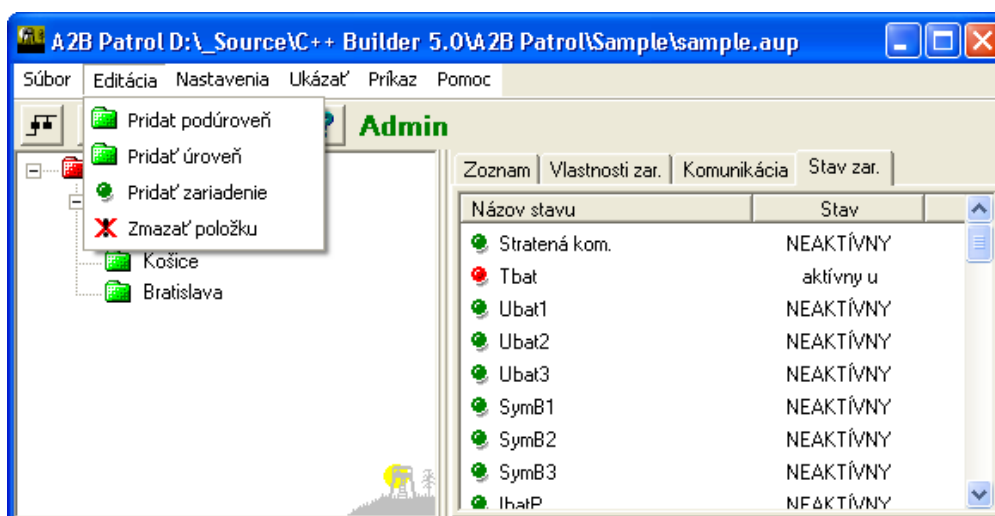 A2B Patrol D:\_Source\C++ Builder 5.0\A2B Patrol\Sample\sample.aup
Súbor Editácia Nastavenia Ukázať Príkaz Pomoc
Pridat podúroveň
Pridať úroveň
Pridať zariadenie
Zmazať položku
Admin
Košice
Bratislava
Zoznam Vlastnosti zar. Komunikácia Stav zar.
Názov stavu Stav
Stratená kom. NEAKTÍVNY
Tbat aktívny u
Ubat1 NEAKTÍVNY
Ubat2 NEAKTÍVNY
Ubat3 NEAKTÍVNY
SymB1 NEAKTÍVNY
SymB2 NEAKTÍVNY
SymB3 NEAKTÍVNY
IbatP NEAKTÍVNY